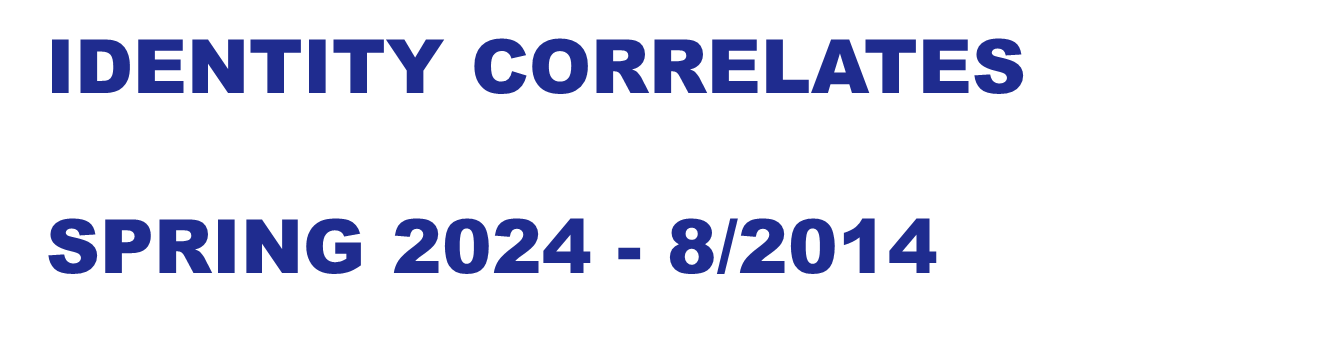 IDENTITY CORRELATES
SPRING 2024 - 8/2014